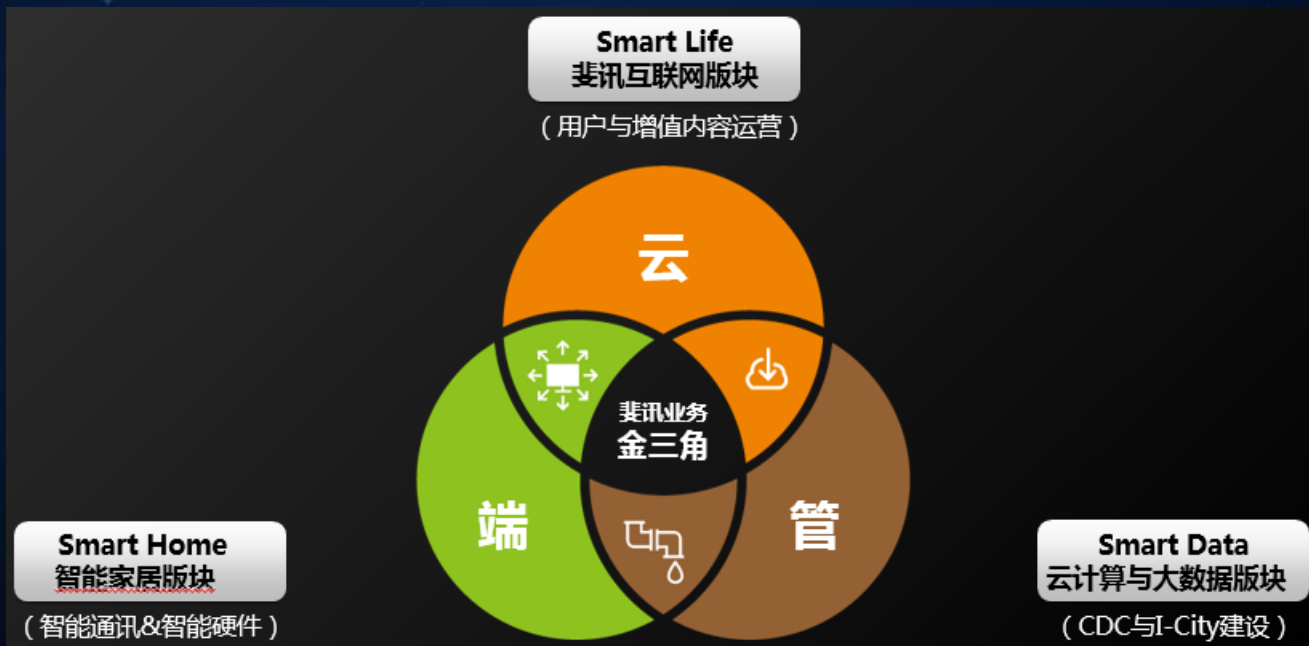 Smart Life
斐讯互联网版块
（用户与增值内容运营）
云
斐讯业务
金三角
端
管
Smart Home
智能家居版块
（智能通讯&智能硬件）
Smart Data
云计算与大数据版块
（CDC与I-City建设）